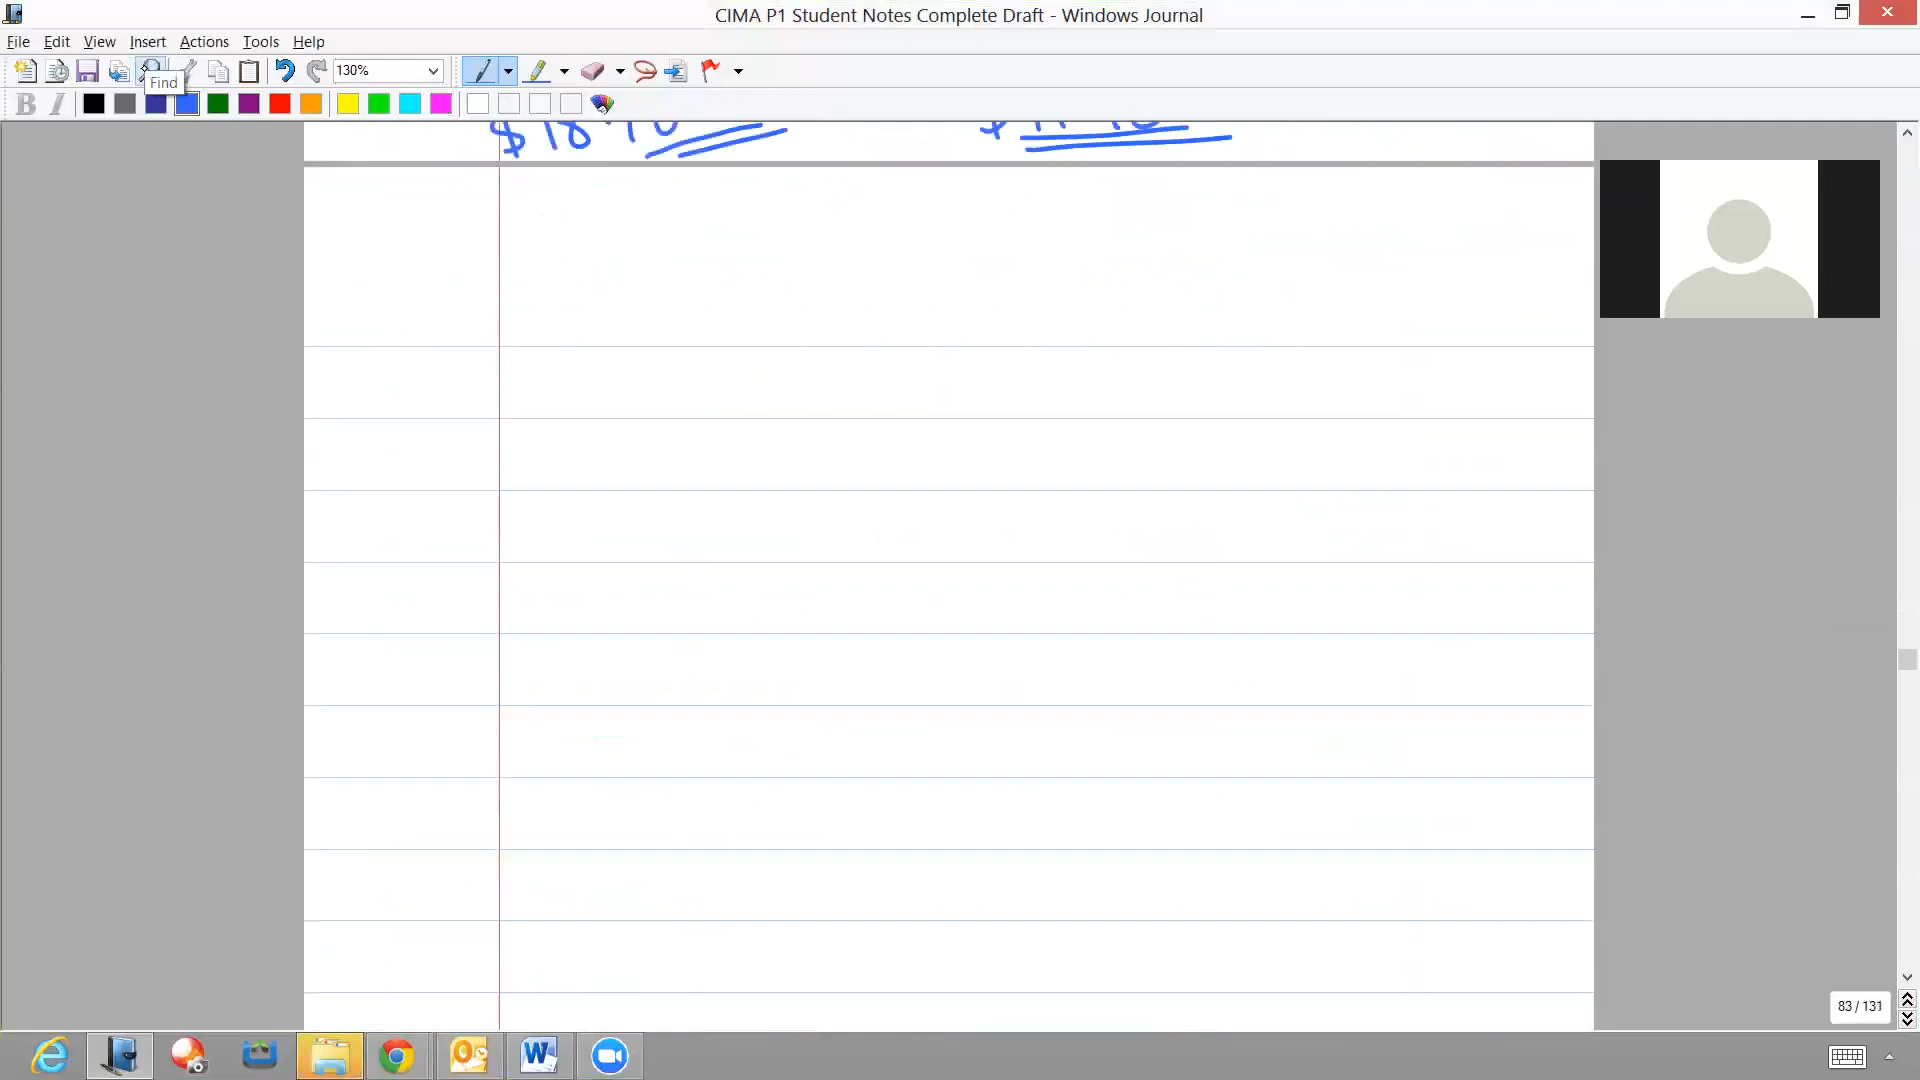 CIMA P1 Student Notes Complete Draft - Windows Journal
File Edit View Insert Actions Tools Help
130%
Find
B I
83 / 131